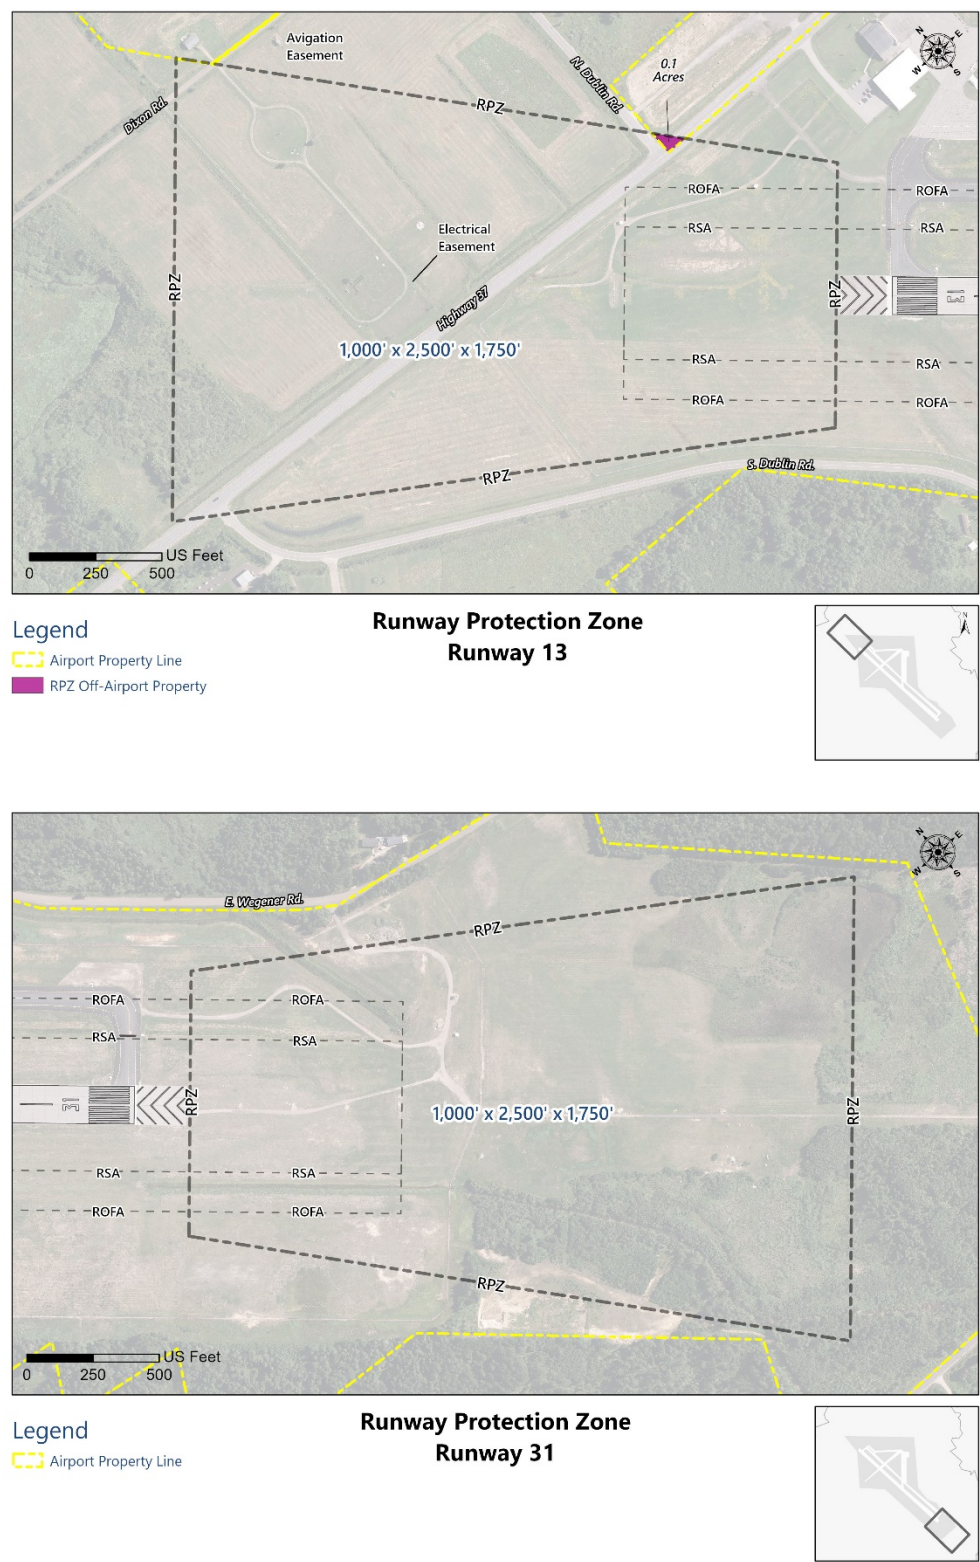 Avigation
Easement
N
E
W
S
0.1
Acres
N. Dublin Rd.
Dixon Rd.
RPZ
ROFA
ROFA
RSA
RSA
Electrical
Easement
RPZ
RPZ
13
Highway 37
1,000' x 2,500' x 1,750'
RSA
RSA
ROFA
ROFA
S. Dublin Rd.
RPZ
US Feet
0 250 500
Legend
Airport Property Line
RPZ Off-Airport Property
Runway Protection Zone
Runway 13
N
N
E
W
S
E. Wegener Rd.
RPZ
ROFA
ROFA
RSA
RSA
31
RPZ
1,000' x 2,500' x 1,750'
RPZ
RSA
RSA
ROFA
ROFA
RPZ
US Feet
0 250 500
Legend
Airport Property Line
Runway Protection Zone
Runway 31
N